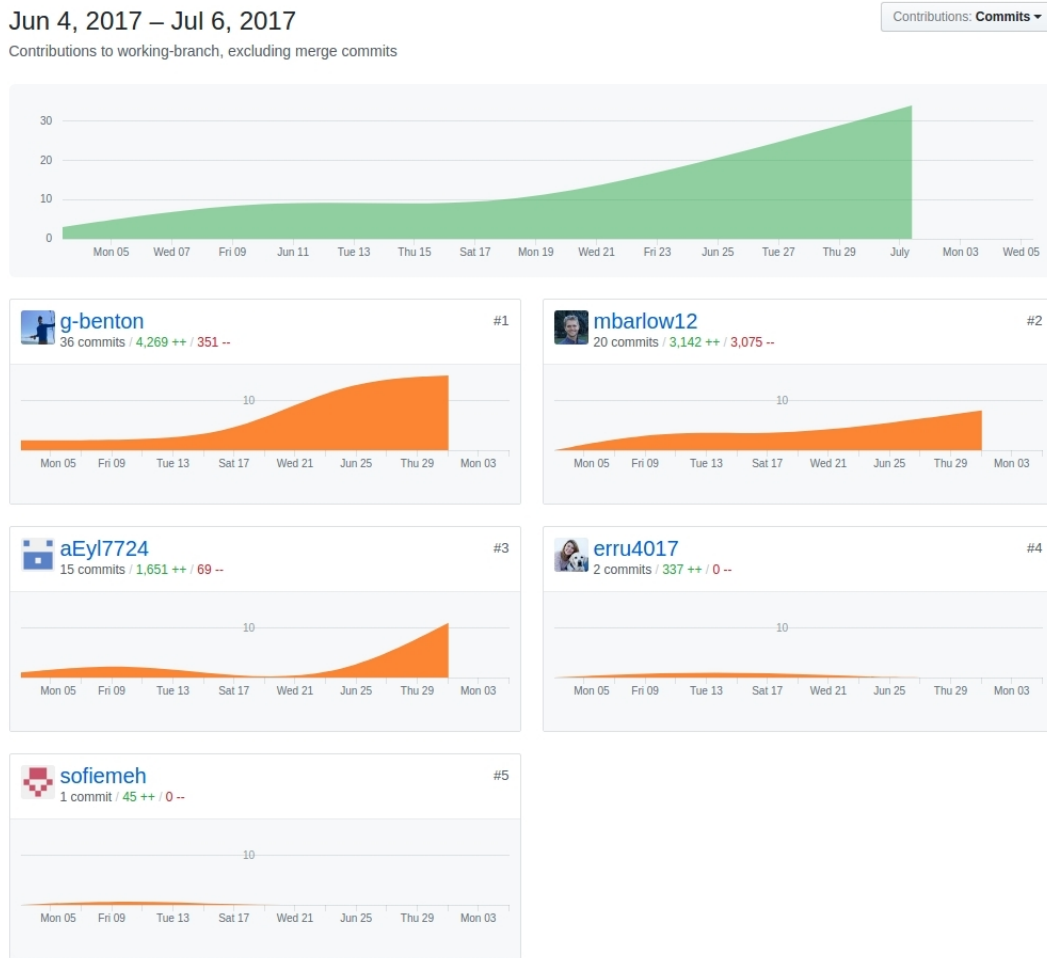 Jun 4, 2017 – Jul 6, 2017
Contributions: Commits
Contributions to working-branch, excluding merge commits
30
20
10
0
Mon 05 Wed 07 Fri 09 Jun 11 Tue 13 Thu 15 Sat 17 Mon 19 Wed 21 Fri 23 Jun 25 Tue 27 Thu 29 July Mon 03 Wed 05
g-benton #1
36 commits / 4,269 ++ / 351 --
10
Mon 05 Fri 09 Tue 13 Sat 17 Wed 21 Jun 25 Thu 29 Mon 03
mbarlow12 #2
20 commits / 3,142 ++ / 3,075 --
10
Mon 05 Fri 09 Tue 13 Sat 17 Wed 21 Jun 25 Thu 29 Mon 03
aEyl7724 #3
15 commits / 1,651 ++ / 69 --
10
Mon 05 Fri 09 Tue 13 Sat 17 Wed 21 Jun 25 Thu 29 Mon 03
erru4017 #4
2 commits / 337 ++ / 0 --
10
Mon 05 Fri 09 Tue 13 Sat 17 Wed 21 Jun 25 Thu 29 Mon 03
sofiemeh #5
1 commit / 45 ++ / 0 --
10
Mon 05 Fri 09 Tue 13 Sat 17 Wed 21 Jun 25 Thu 29 Mon 03